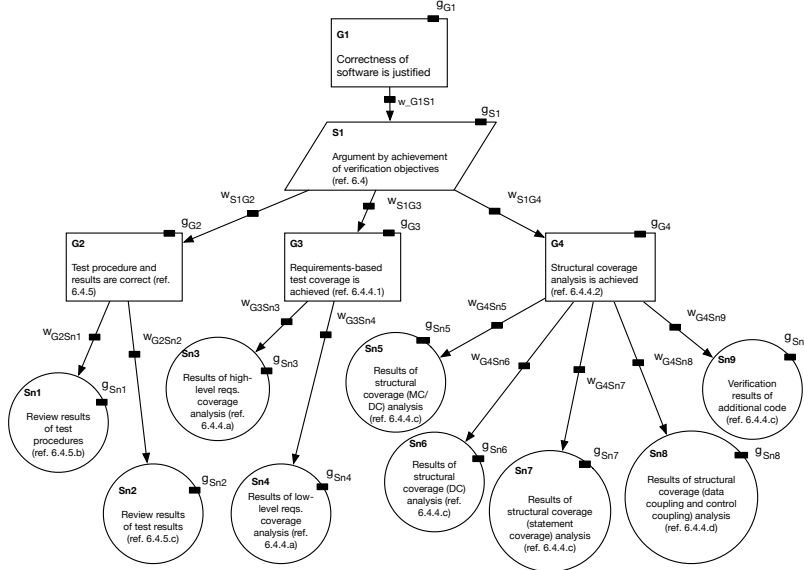 gG1
G1
Correctness of
software is justified
w_G1S1
gS1
S1
Argument by achievement
of verification objectives
(ref. 6.4)
wS1G2
wS1G3
wS1G4
gG2
G2
Test procedure and
results are correct (ref.
6.4.5)
gG3
G3
Requirements-based
test coverage is
achieved (ref. 6.4.4.1)
gG4
G4
Structural coverage
analysis is achieved
(ref. 6.4.4.2)
wG2Sn1
wG2Sn2
wG3Sn3
wG3Sn4
wG4Sn5
wG4Sn6
wG4Sn7
wG4Sn8
wG4Sn9
gSn1
Sn1
Review results
of test
procedures
(ref. 6.4.5.b)
gSn2
Sn2
Review results
of test results
(ref. 6.4.5.c)
gSn3
Sn3
Results of high-
level reqs.
coverage
analysis (ref.
6.4.4.a)
gSn4
Sn4
Results of low-
level reqs.
coverage
analysis (ref.
6.4.4.a)
gSn5
Sn5
Results of
structural
coverage (MC/
DC) analysis
(ref. 6.4.4.c)
gSn6
Sn6
Results of
structural
coverage (DC)
analysis (ref.
6.4.4.c)
gSn7
Sn7
Results of
structural coverage
(statement
coverage) analysis
(ref. 6.4.4.c)
gSn8
Sn8
Results of structural
coverage (data
coupling and control
coupling) analysis
(ref. 6.4.4.d)
gSn
Sn9
Verification
results of
additional code
(ref. 6.4.4.c)